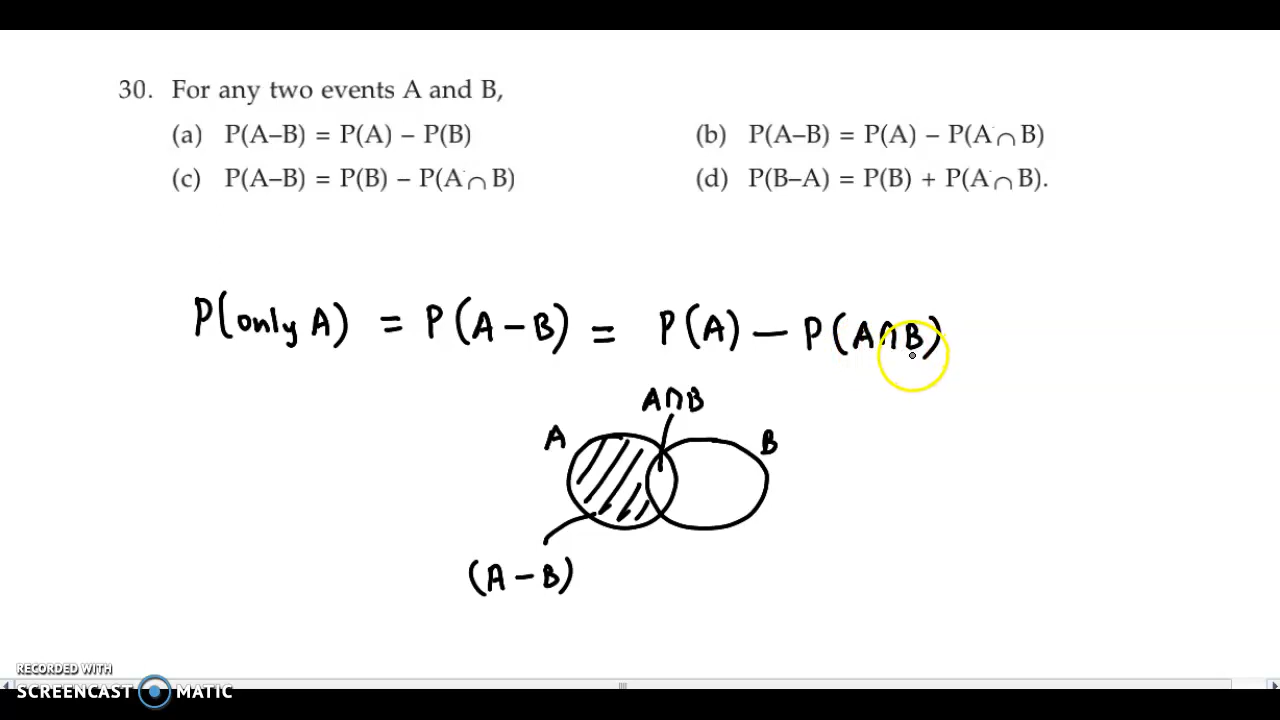 30. For any two events A and B,
(a) P(A–B) = P(A) – P(B) (b) P(A–B) = P(A) – P(A ∩ B)
(c) P(A–B) = P(B) – P(A ∩ B) (d) P(B–A) = P(B) + P(A ∩ B).
P(only A) = P(A – B) = P(A) – P(A∩B)
A∩B
A B
(A – B)
RECORDED WITH
SCREENCAST MATIC